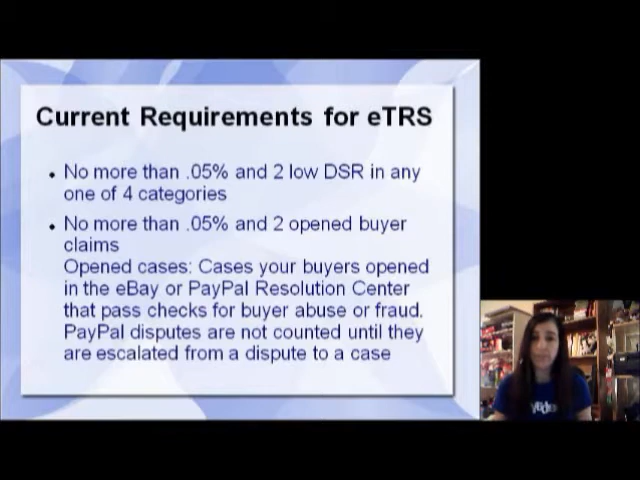 Current Requirements for eTRS
• No more than .05% and 2 low DSR in any
one of 4 categories
• No more than .05% and 2 opened buyer
claims
Opened cases: Cases your buyers opened
in the eBay or PayPal Resolution Center
that pass checks for buyer abuse or fraud.
PayPal disputes are not counted until they
are escalated from a dispute to a case